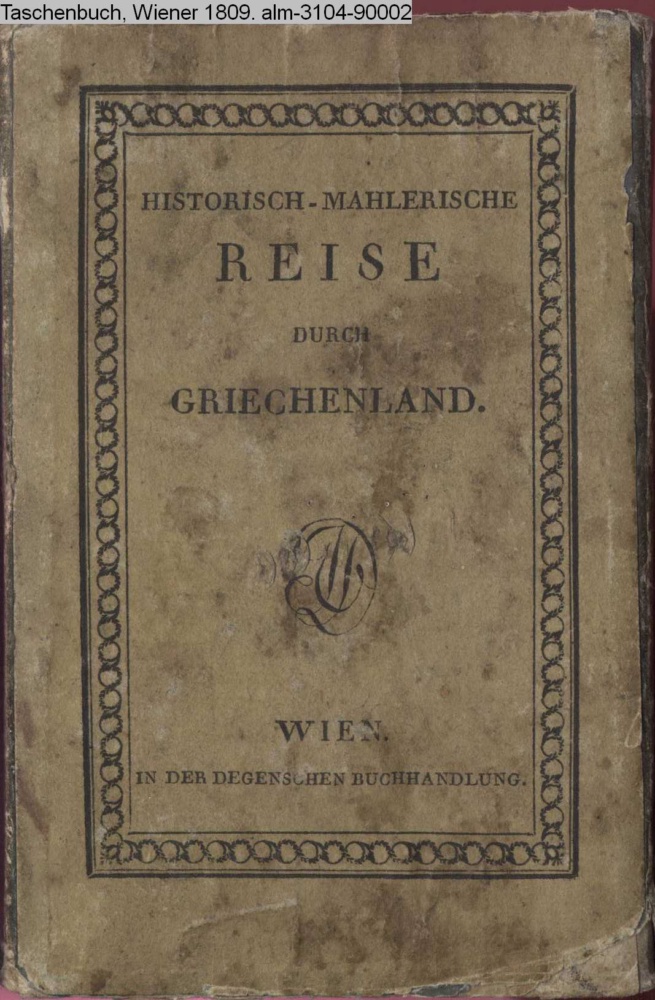 Taschenbuch, Wiener 1809. alm-3104-90002
HISTORISCH-MAHLERISCHE
REISE
DURCH
GRIECHENLAND.
WIEN.
IN DER DEGENSCHEN BUCHHANDLUNG.